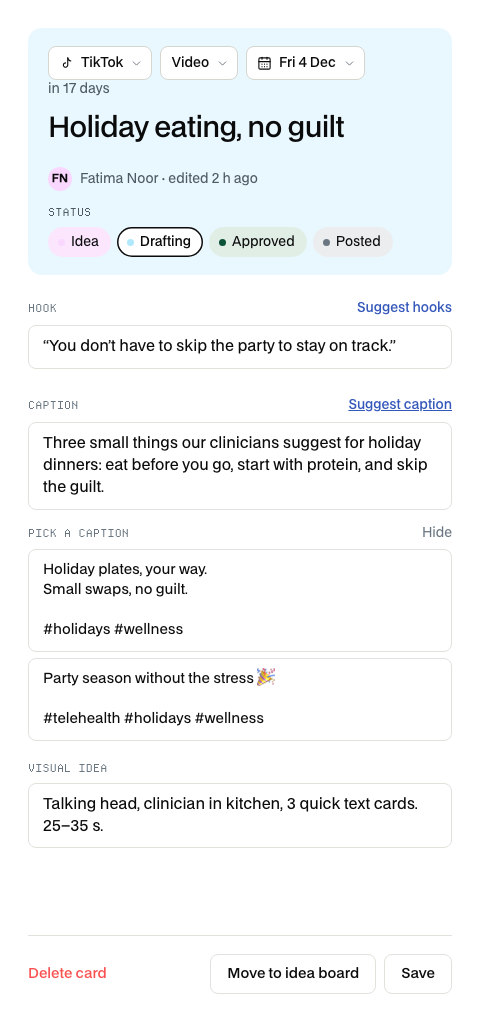 TikTok
Video
Fri 4 Dec
in 17 days
Holiday eating, no guilt
FN
Fatima Noor · edited 2 h ago
STATUS
Idea
Drafting
Approved
Posted
HOOK
Suggest hooks
“You don’t have to skip the party to stay on track.”
CAPTION
Suggest caption
Three small things our clinicians suggest for holiday
dinners: eat before you go, start with protein, and skip
the guilt.
PICK A CAPTION
Hide
Holiday plates, your way.
Small swaps, no guilt.
#holidays #wellness
Party season without the stress🎉
#telehealth #holidays #wellness
VISUAL IDEA
Talking head, clinician in kitchen, 3 quick text cards.
25–35 s.
Delete card
Move to idea board
Save